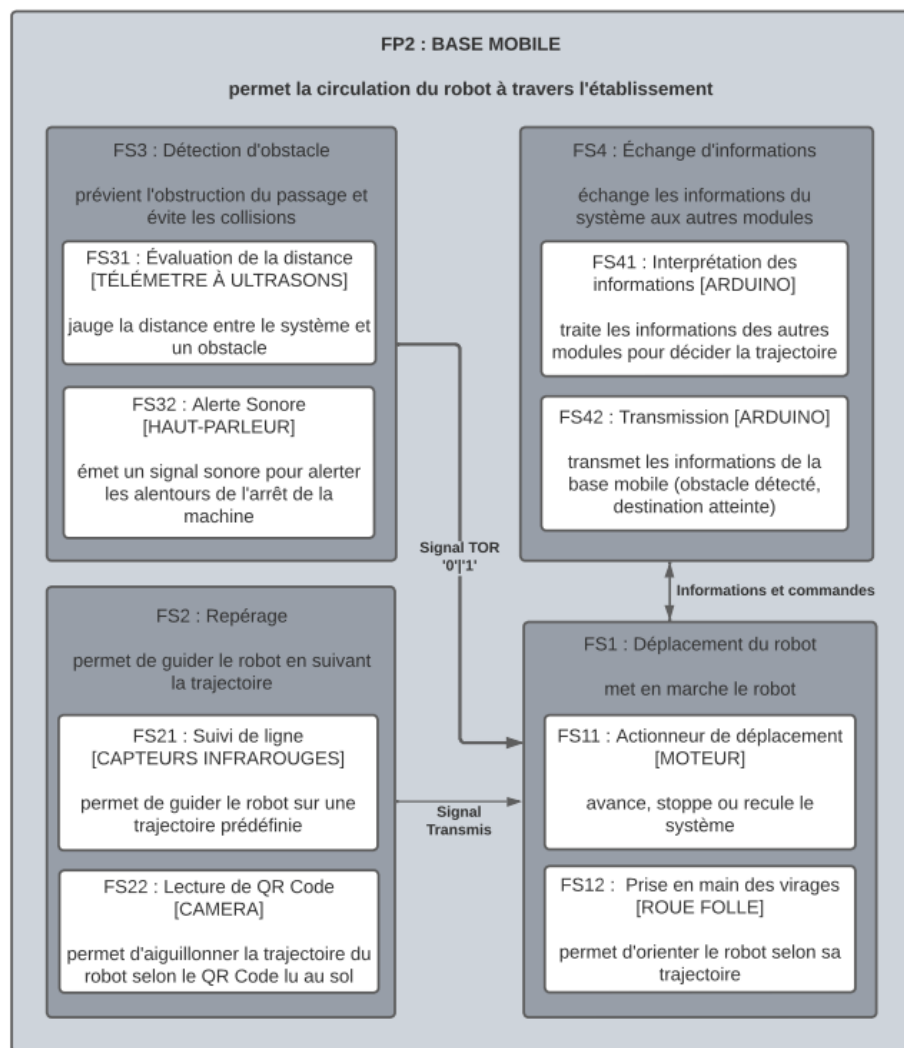 FP2 : BASE MOBILE
permet la circulation du robot à travers l'établissement
FS3 : Détection d'obstacle
prévient l'obstruction du passage et
évite les collisions
FS31 : Évaluation de la distance
[TÉLÉMETRE À ULTRASONS]
jauge la distance entre le système et
un obstacle
FS32 : Alerte Sonore
[HAUT-PARLEUR]
émet un signal sonore pour alerter
les alentours de l'arrêt de la
machine
FS4 : Échange d'informations
échange les informations du
système aux autres modules
FS41 : Interprétation des
informations [ARDUINO]
traite les informations des autres
modules pour décider la trajectoire
FS42 : Transmission [ARDUINO]
transmet les informations de la
base mobile (obstacle détecté,
destination atteinte)
Signal TOR
'0'|'1'
Informations et commandes
FS2 : Repérage
permet de guider le robot en suivant
la trajectoire
FS21 : Suivi de ligne
[CAPTEURS INFRAROUGES]
permet de guider le robot sur une
trajectoire prédéfinie
FS22 : Lecture de QR Code
[CAMERA]
permet d'aiguillonner la trajectoire du
robot selon le QR Code lu au sol
Signal
Transmis
FS1 : Déplacement du robot
met en marche le robot
FS11 : Actionneur de déplacement
[MOTEUR]
avance, stoppe ou recule le
système
FS12 : Prise en main des virages
[ROUE FOLLE]
permet d'orienter le robot selon sa
trajectoire